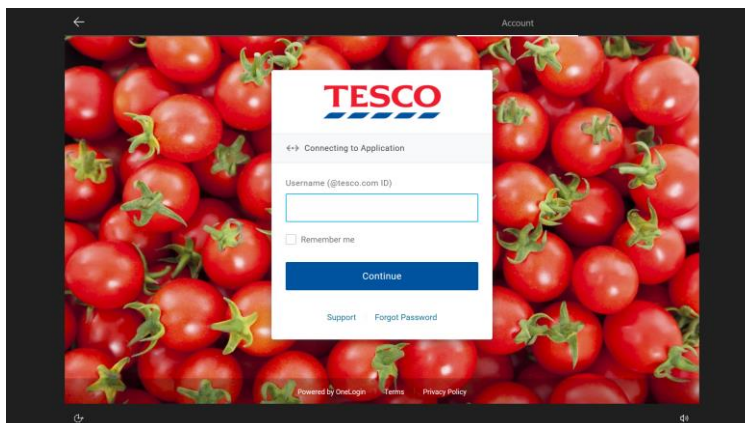 Account
TESCO
Connecting to Application
Username (@tesco.com ID)
Remember me
Continue
Support Forgot Password
Powered by OneLogin Terms Privacy Policy